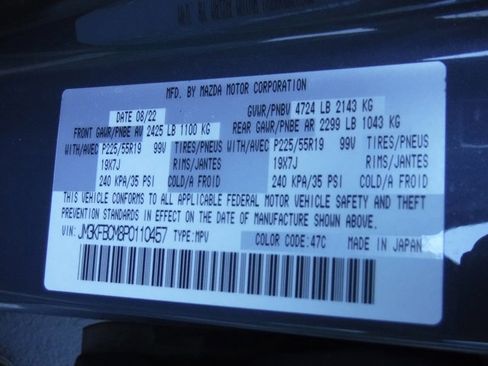 MFD. BY MAZDA MOTOR CORPORATION
DATE 08/22 GVWR/PNBV 4724 LB 2143 KG
FRONT GAWR/PNBE AV 2425 LB 1100 KG REAR GAWR/PNBE AR 2299 LB 1043 KG
WITH/AVEC P225/55R19 99V TIRES/PNEUS WITH/AVEC P225/55R19 99V TIRES/PNEUS
19X7J RIMS/JANTES 19X7J RIMS/JANTES
240 KPA/35 PSI COLD/A FROID 240 KPA/35 PSI COLD/A FROID
THIS VEHICLE CONFORMS TO ALL APPLICABLE FEDERAL MOTOR VEHICLE SAFETY AND THEFT
PREVENTION STANDARDS IN EFFECT ON THE DATE OF MANUFACTURE SHOWN ABOVE.
VIN: JM3KFBCM8P0110457 TYPE:MPV COLOR CODE:47C MADE IN JAPAN